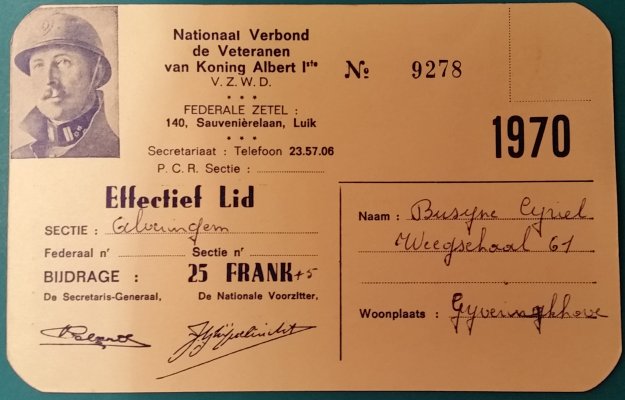 Nationaal Verbond
de Veteranen
van Koning Albert Iste
V. Z. W. D.
* * *
FEDERALE ZETEL :
140, Sauvenièrelaan, Luik
* * *
Secretariaat : Telefoon 23.57.06
P. C. R. Sectie :
No 9278
1970
Effectief Lid
SECTIE : Alveringem
Federaal nr Sectie nr
BIJDRAGE : 25 FRANK +5
De Secretaris-Generaal, De Nationale Voorzitter,
Naam : Busyne Cyriel
Weegschaal 61
Woonplaats : Gyverinkhove